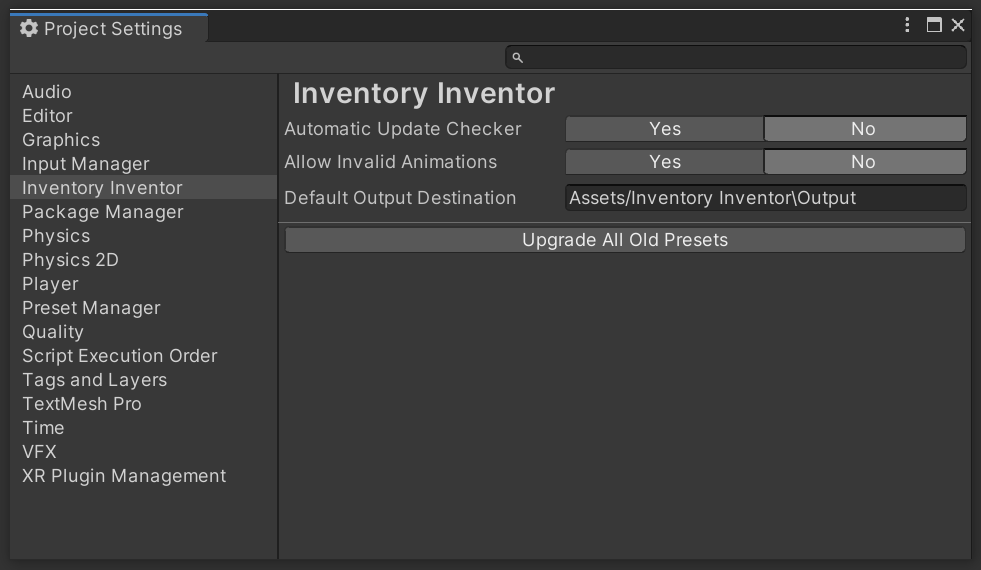 Project Settings
Audio
Editor
Graphics
Input Manager
Inventory Inventor
Package Manager
Physics
Physics 2D
Player
Preset Manager
Quality
Script Execution Order
Tags and Layers
TextMesh Pro
Time
VFX
XR Plugin Management
Inventory Inventor
Automatic Update Checker Yes No
Allow Invalid Animations Yes No
Default Output Destination Assets/Inventory Inventor\Output
Upgrade All Old Presets